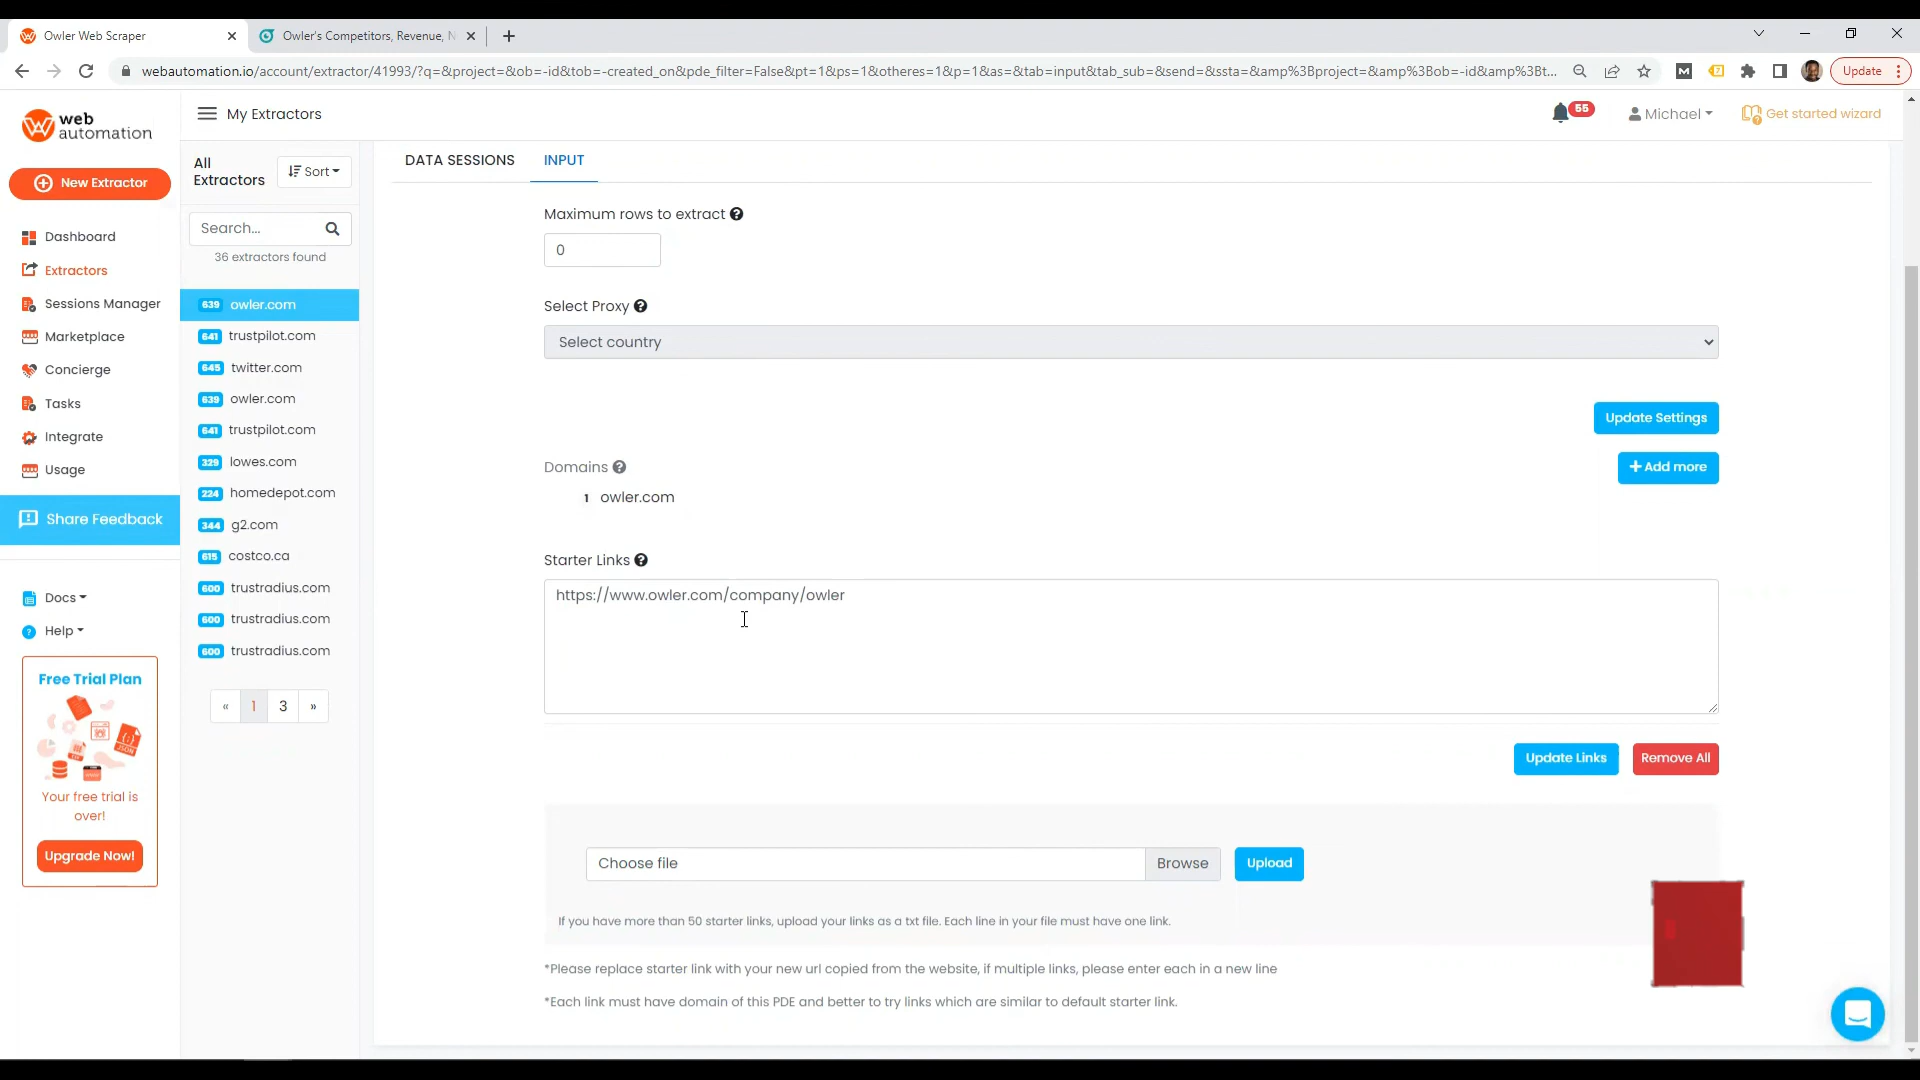 Owler Web Scraper
Owler's Competitors, Revenue, N
webautomation.io/account/extractor/41993/?q=&project=&ob=-id&tob=-created_on&pde_filter=False&pt=1&ps=1&otheres=1&p=1&as=&tab=input&tab_sub=&send=&ssta=&amp%3Bproject=&amp%3Bob=-id&amp%3Bt...
Update
web
automation
My Extractors
55
Michael
Get started wizard
New Extractor
Dashboard
Extractors
Sessions Manager
Marketplace
Concierge
Tasks
Integrate
Usage
Share Feedback
Docs
Help
Free Trial Plan
Your free trial is
over!
Upgrade Now!
All
Extractors
Sort
Search...
36 extractors found
639 owler.com
641 trustpilot.com
645 twitter.com
639 owler.com
641 trustpilot.com
329 lowes.com
224 homedepot.com
344 g2.com
615 costco.ca
600 trustradius.com
600 trustradius.com
600 trustradius.com
« 1 3 »
DATA SESSIONS INPUT
Maximum rows to extract
0
Select Proxy
Select country
Update Settings
Domains
+ Add more
1 owler.com
Starter Links
https://www.owler.com/company/owler
Update Links Remove All
Choose file Browse Upload
If you have more than 50 starter links, upload your links as a txt file. Each line in your file must have one link.
*Please replace starter link with your new url copied from the website, if multiple links, please enter each in a new line
*Each link must have domain of this PDE and better to try links which are similar to default starter link.